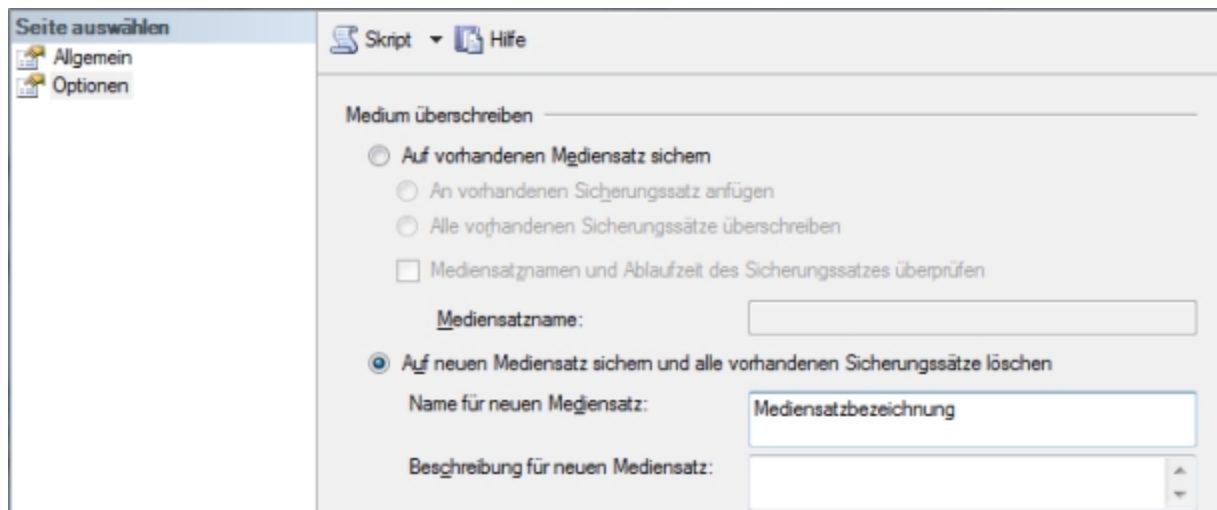 Seite auswählen
Allgemein
Optionen
Skript
Hilfe
Medium überschreiben
Auf vorhandenen Mediensatz sichern
An vorhandenen Sicherungssatz anfügen
Alle vorhandenen Sicherungssätze überschreiben
Mediensatznamen und Ablaufzeit des Sicherungssatzes überprüfen
Mediensatzname:
Auf neuen Mediensatz sichern und alle vorhandenen Sicherungssätze löschen
Name für neuen Mediensatz: Mediensatzbezeichnung
Beschreibung für neuen Mediensatz: